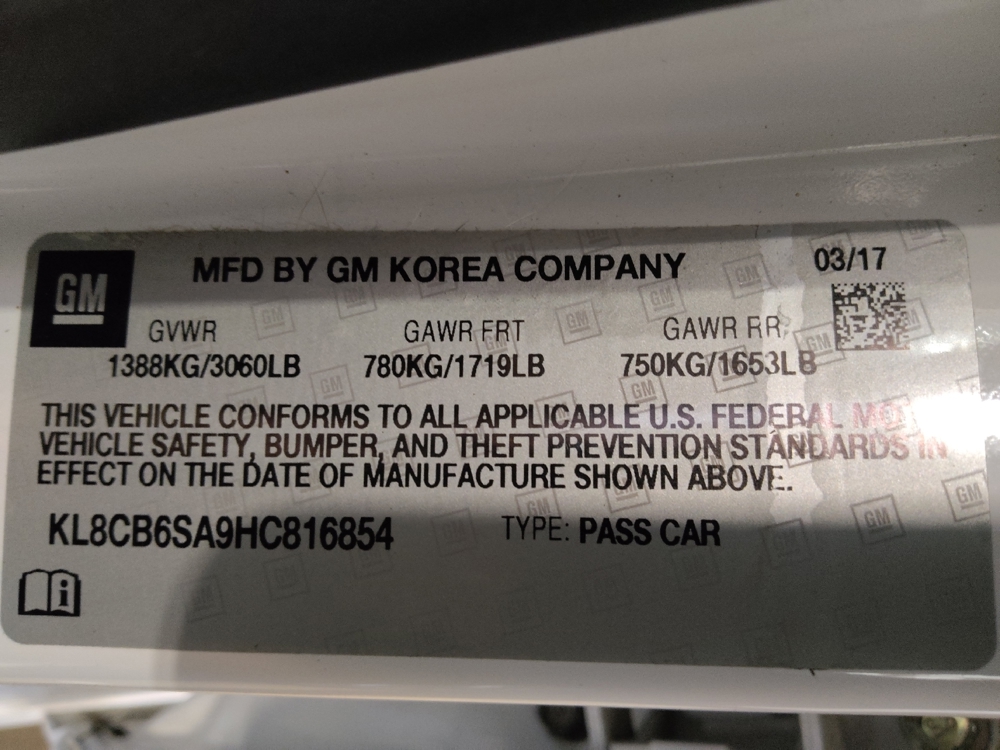 GM
MFD BY GM KOREA COMPANY
03/17
GVWR GAWR FRT GAWR RR
1388KG/3060LB 780KG/1719LB 750KG/1653LB
THIS VEHICLE CONFORMS TO ALL APPLICABLE U.S. FEDERAL
VEHICLE SAFETY, BUMPER, AND THEFT PREVENTION STANDARDS IN
EFFECT ON THE DATE OF MANUFACTURE SHOWN ABOVE.
KL8CB6SA9HC816854 TYPE: PASS CAR